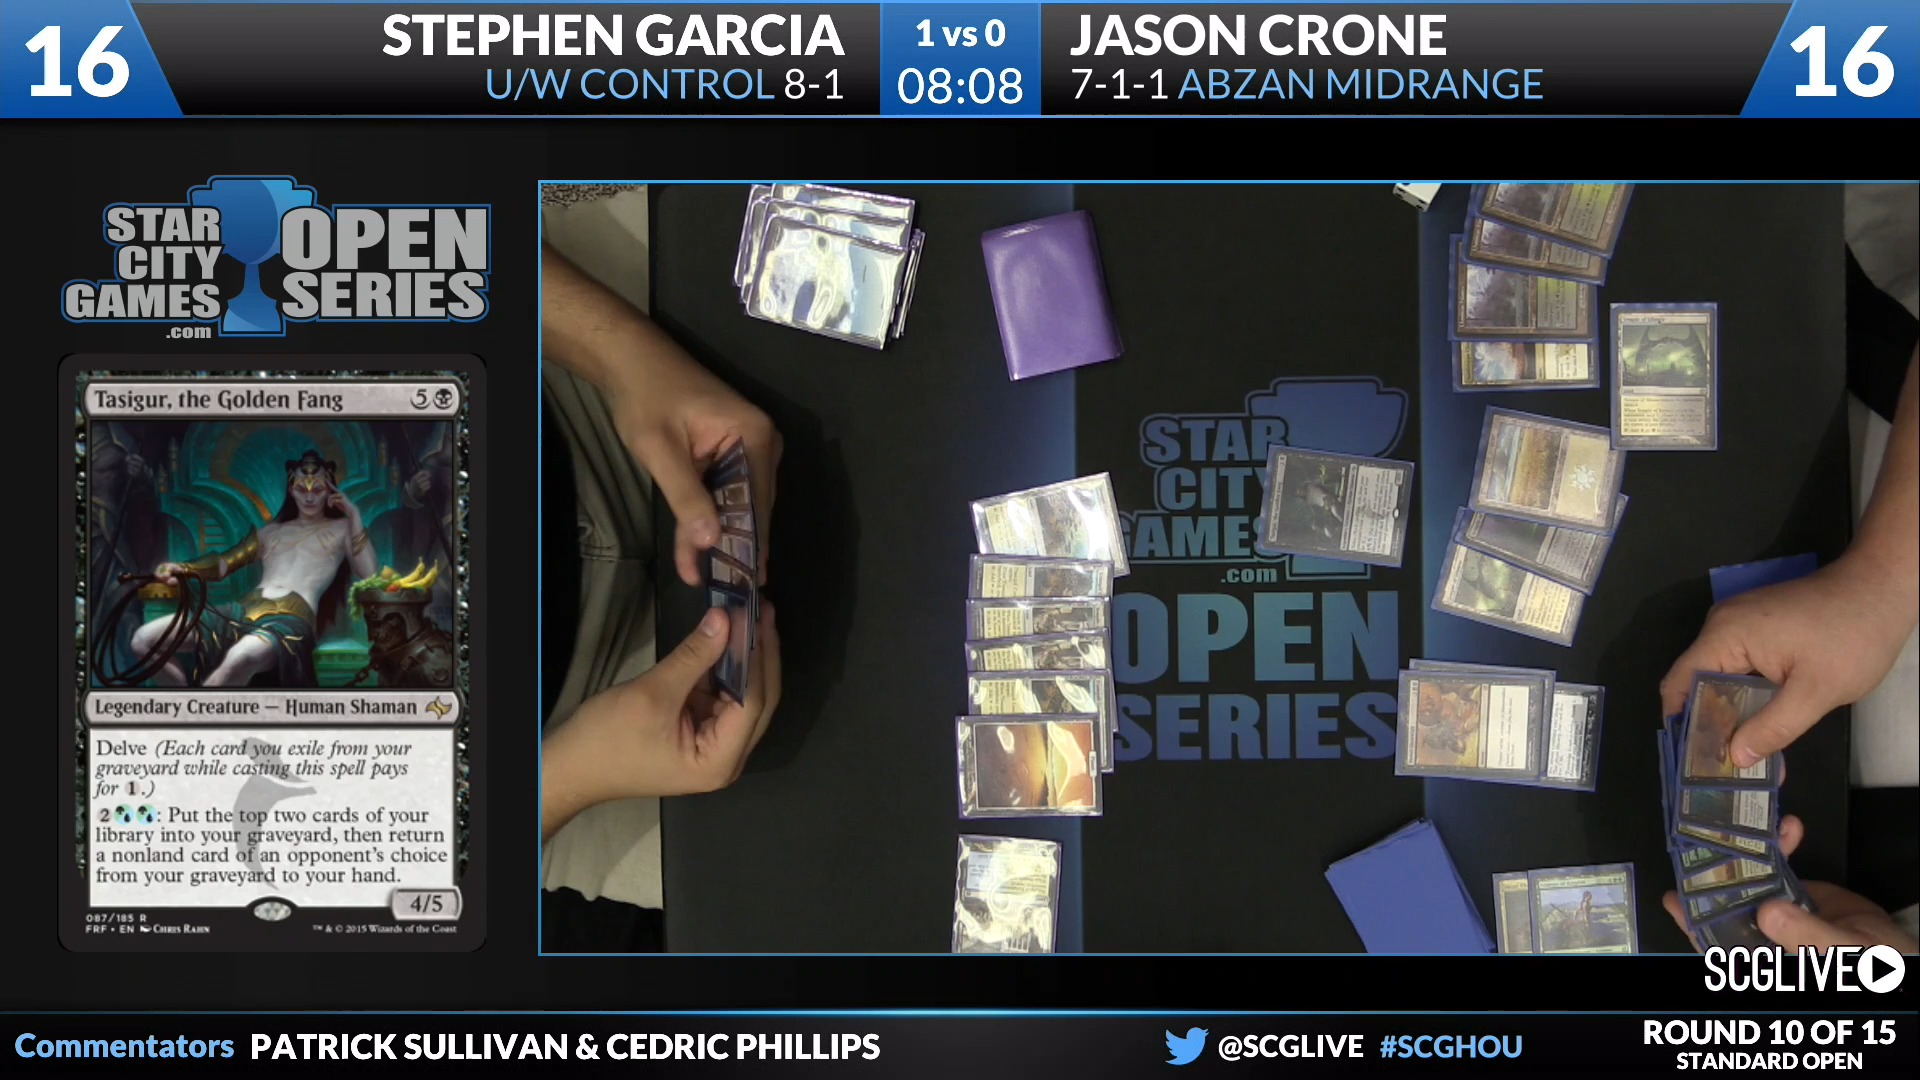 16
STEPHEN GARCIA
U/W CONTROL 8-1
1 vs 0
08:08
JASON CRONE
7-1-1 ABZAN MIDRANGE
16
STAR CITY GAMES .com
OPEN SERIES
Tasigur, the Golden Fang 5
Legendary Creature — Human Shaman
Delve (Each card you exile from your
graveyard while casting this spell pays
for 1.)
2 : Put the top two cards of your
library into your graveyard, then return
a nonland card of an opponent's choice
from your graveyard to your hand.
4/5
087/185 R
FRF • EN CHRIS RAHN
™ & © 2015 Wizards of the Coast
STAR
CITY
GAMES
.com
OPEN
SERIES
SCGLIVE
Commentators PATRICK SULLIVAN & CEDRIC PHILLIPS
@SCGLIVE #SCGHOU
ROUND 10 OF 15
STANDARD OPEN